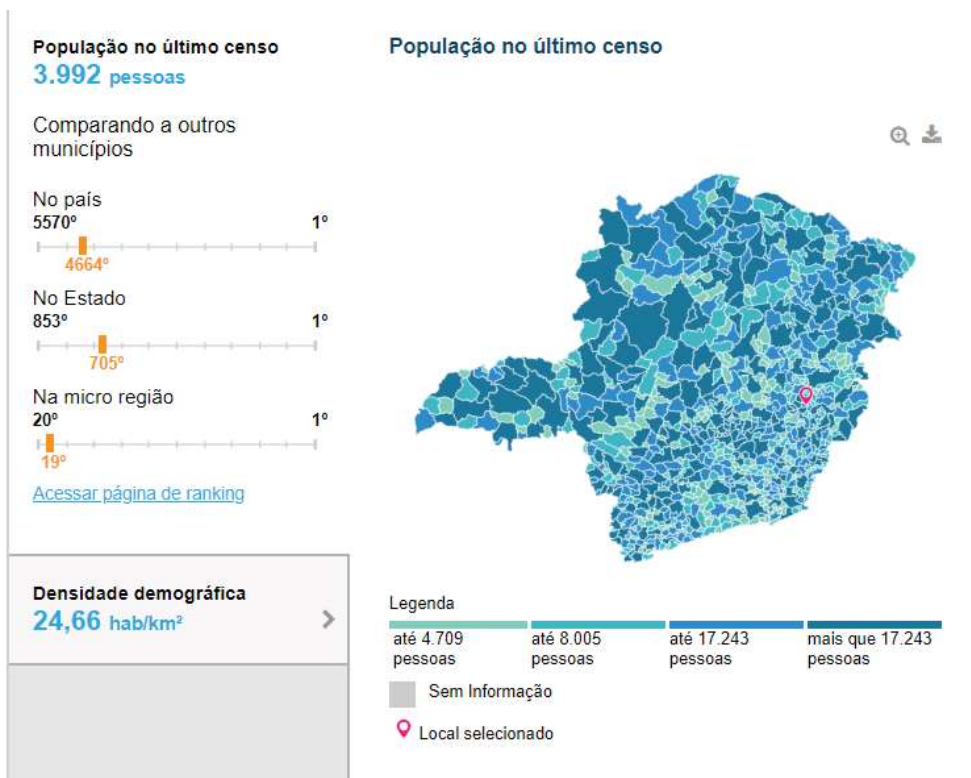 População no último censo
3.992 pessoas
Comparando a outros
municípios
No país
5570º 1º
4664º
No Estado
853º 1º
705º
Na micro região
20º 1º
19º
Acessar página de ranking
Densidade demográfica
24,66 hab/km²
População no último censo
Legenda
até 4.709
pessoas
até 8.005
pessoas
até 17.243
pessoas
mais que 17.243
pessoas
Sem Informação
Local selecionado